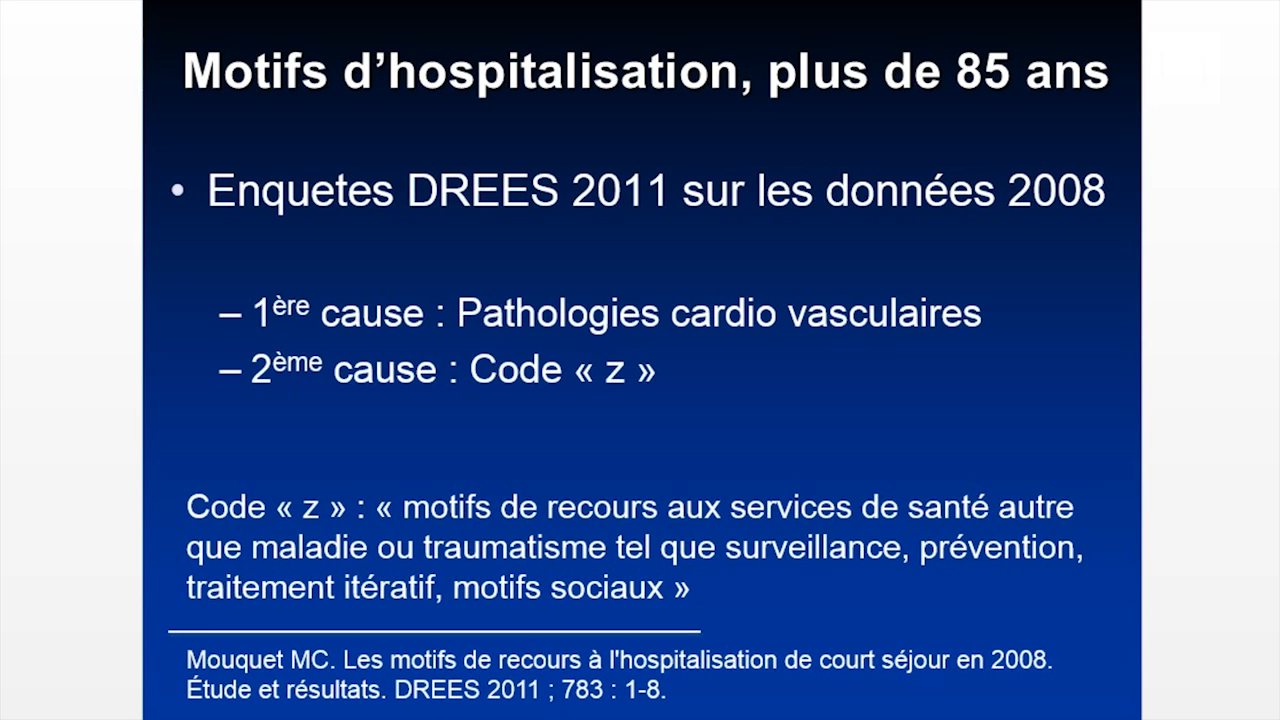 Motifs d’hospitalisation, plus de 85 ans
• Enquetes DREES 2011 sur les données 2008
– 1ère cause : Pathologies cardio vasculaires
– 2ème cause : Code « z »
Code « z » : « motifs de recours aux services de santé autre
que maladie ou traumatisme tel que surveillance, prévention,
traitement itératif, motifs sociaux »
Mouquet MC. Les motifs de recours à l'hospitalisation de court séjour en 2008.
Étude et résultats. DREES 2011 ; 783 : 1-8.